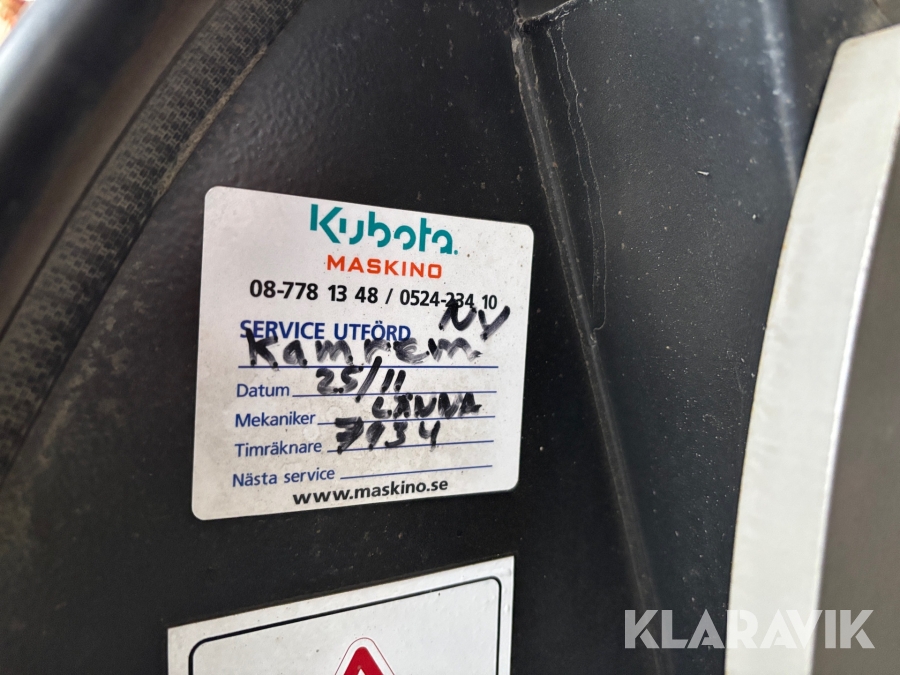 Kubota
MASKINO
08-778 13 48 / 0524-234 10
SERVICE UTFÖRD NY
Kamrem
Datum 25/11
Mekaniker LÄNNA
Timräknare 7934
Nästa service
www.maskino.se
KLARAVIK